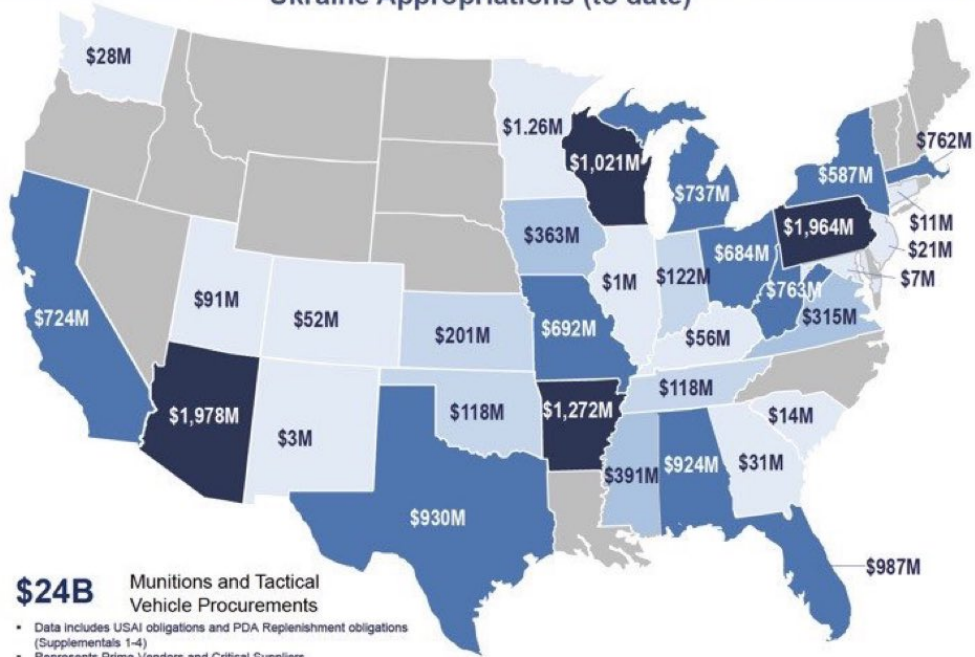 Ukraine Appropriations (to date)
$28M
$1.26M
$1,021M
$762M
$587M
$737M
$1,964M
$11M
$363M
$684M
$21M
$1M
$122M
$7M
$763M
$91M
$315M
$724M
$52M
$201M
$692M
$56M
$118M
$1,978M
$118M
$1,272M
$14M
$3M
$391M
$924M
$31M
$930M
$987M
$24B
Munitions and Tactical
Vehicle Procurements
▪ Data includes USAI obligations and PDA Replenishment obligations
(Supplementals 1-4)
▪ Represents Prime Vendors and Critical Suppliers